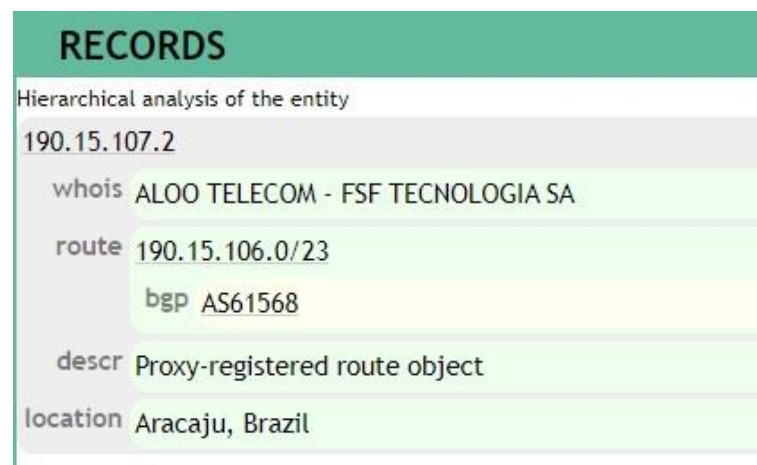 RECORDS
Hierarchical analysis of the entity
190.15.107.2
whois ALOO TELECOM - FSF TECNOLOGIA SA
route 190.15.106.0/23
bgp AS61568
descr Proxy-registered route object
location Aracaju, Brazil